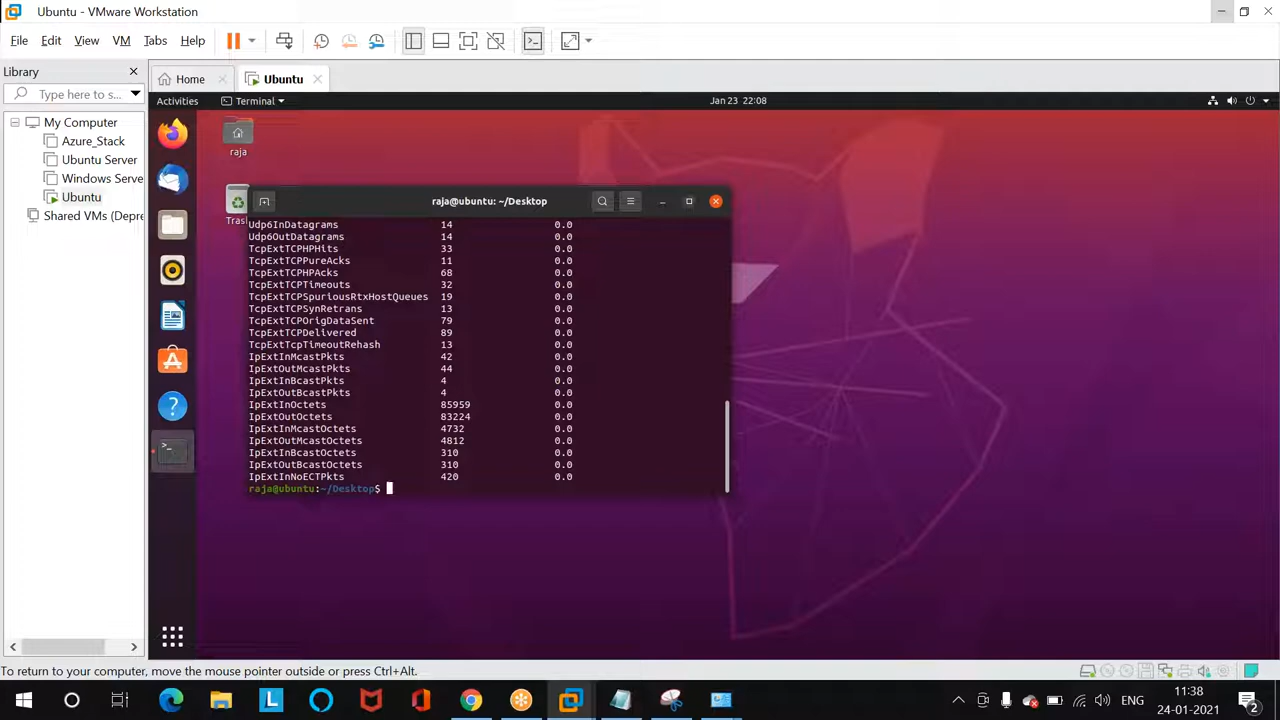 Ubuntu - VMware Workstation
File Edit View VM Tabs Help
Library
Type here to s...
My Computer
Azure_Stack
Ubuntu Server
Windows Serve
Ubuntu
Shared VMs (Depre
Home
Ubuntu
Activities
Terminal
Jan 23 22:08
raja
Trash
raja@ubuntu: ~/Desktop
Udp6InDatagrams 14 0.0
Udp6OutDatagrams 14 0.0
TcpExtTCPHPHits 33 0.0
TcpExtTCPPureAcks 11 0.0
TcpExtTCPHPAcks 68 0.0
TcpExtTCPTimeouts 32 0.0
TcpExtTCPSpuriousRtxHostQueues 19 0.0
TcpExtTCPSynRetrans 13 0.0
TcpExtTCPOrigDataSent 79 0.0
TcpExtTCPDelivered 89 0.0
TcpExtTcpTimeoutRehash 13 0.0
IpExtInMcastPkts 42 0.0
IpExtOutMcastPkts 44 0.0
IpExtInBcastPkts 4 0.0
IpExtOutBcastPkts 4 0.0
IpExtInOctets 85959 0.0
IpExtOutOctets 83224 0.0
IpExtInMcastOctets 4732 0.0
IpExtOutMcastOctets 4812 0.0
IpExtInBcastOctets 310 0.0
IpExtOutBcastOctets 310 0.0
IpExtInNoECTPkts 420 0.0
raja@ubuntu:~/Desktop$
To return to your computer, move the mouse pointer outside or press Ctrl+Alt.
ENG
11:38
24-01-2021
2